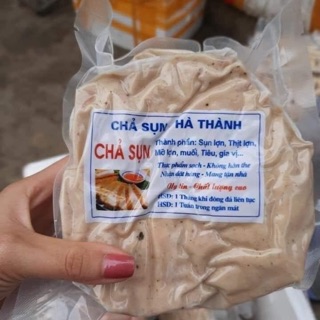 CHẢ SỤN HÀ THÀNH
CHẢ SỤN
Thành phần: Sụn lợn, Thịt lợn,
Mỡ lợn, muối, Tiêu, gia vị...
Thực phẩm sạch - Không hàn the
Nhận đặt hàng - Mang tận nhà
Uy tín - Chất lượng cao
HSD: 1 Tháng khi đông đá liên tục
HSD: 1 Tuần trong ngăn mát